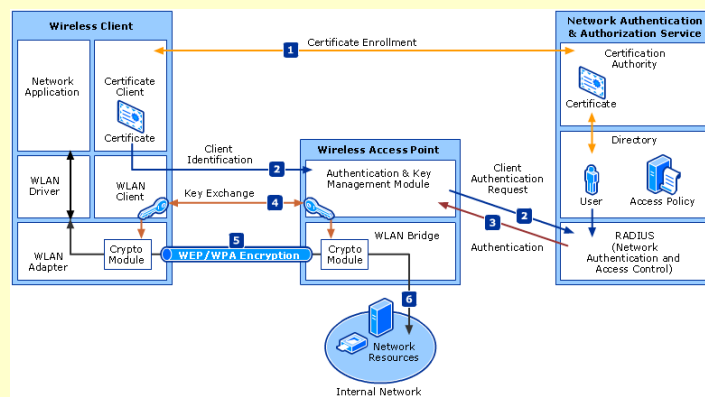 Wireless Client
Network
Application
Certificate
Client
Certificate
WLAN
Driver
WLAN
Client
WLAN
Adapter
Crypto
Module
1
Certificate Enrollment
Client
Identification
2
Key Exchange
4
5
WEP/WPA Encryption
Wireless Access Point
Authentication & Key
Management Module
WLAN Bridge
Crypto
Module
6
Network
Resources
Internal Network
Client
Authentication
Request
2
3
Authentication
Network Authentication
& Authorization Service
Certification
Authority
Certificate
Directory
User
Access Policy
RADIUS
(Network
Authentication and
Access Control)